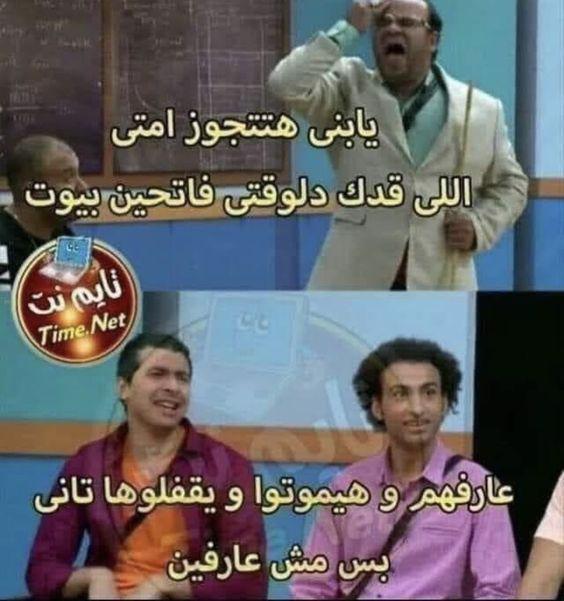 يابنى هتتجوز امتى
اللى قدك دلوقتى فاتحين بيوت
تايم نت
Time.Net
عارفهم و هيموتوا و يقفلوها تانى
بس مش عارفين